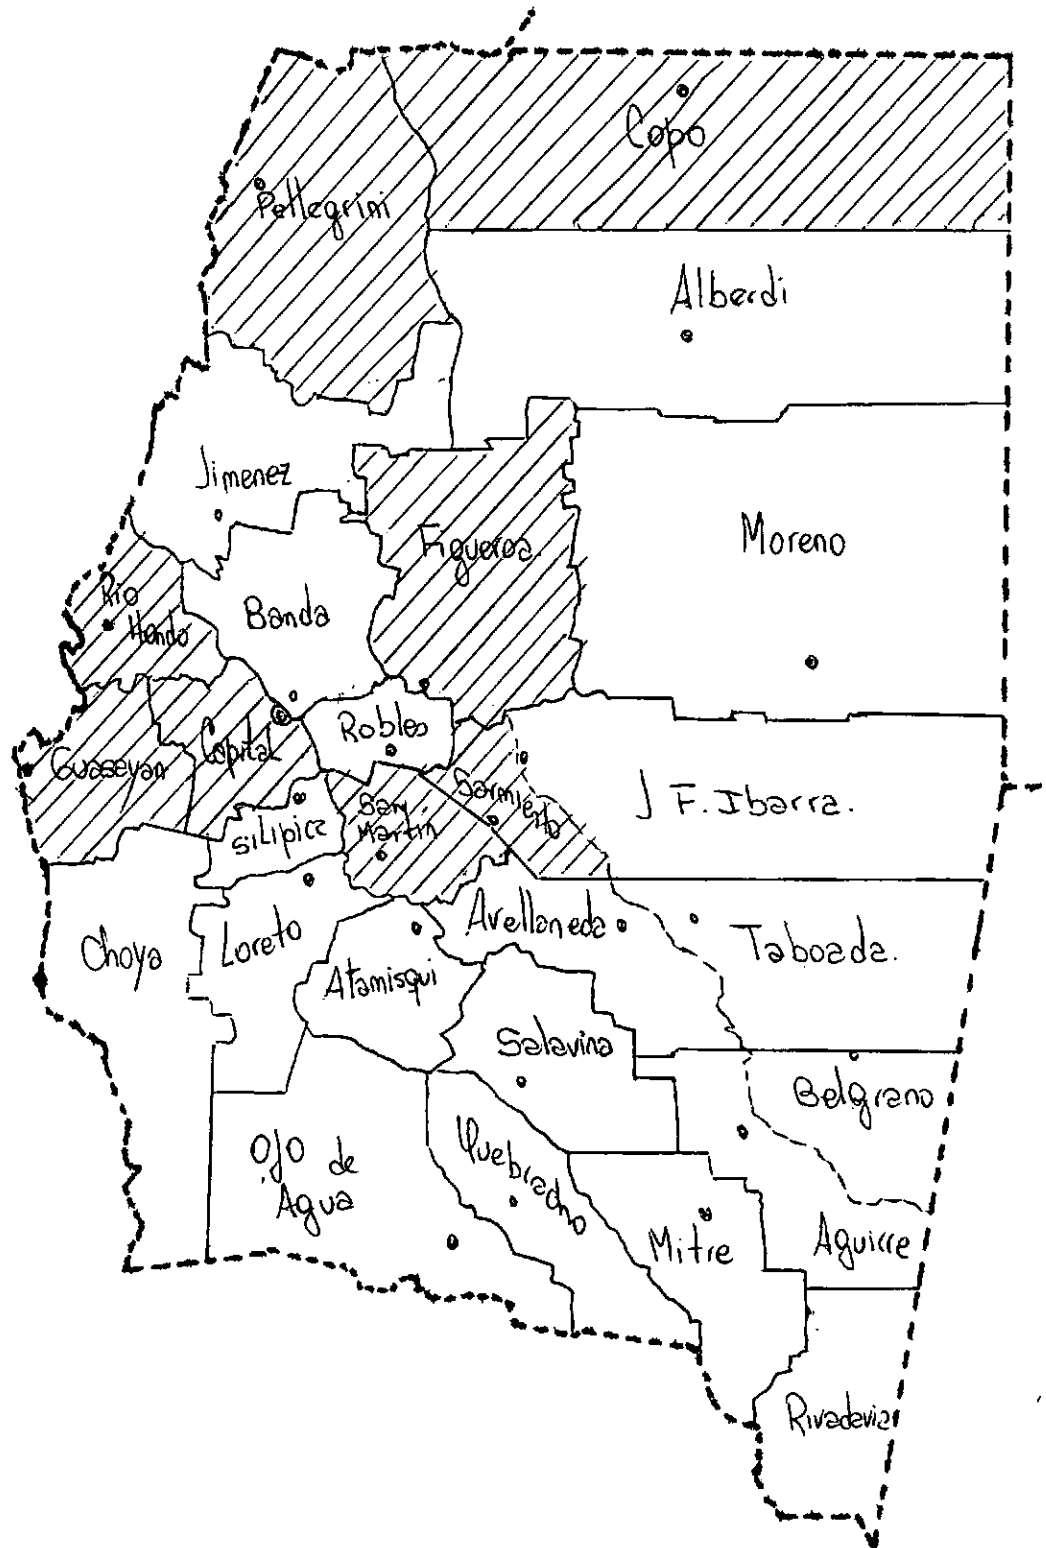 Copo
Pellegrini
Alberdi
Jimenez
Figueroa
Moreno
Banda
Rio
Hondo
Robles
Capital
Guasayan
Sarmiento
San
Martin
J F. Ibarra.
Silipica
Avellaneda
Taboada.
Loreto
Choya
Atamisqui
Salavina
Belgrano
Quebracho
Ojo de
Agua
Mitre
Aguirre
Rivadavia